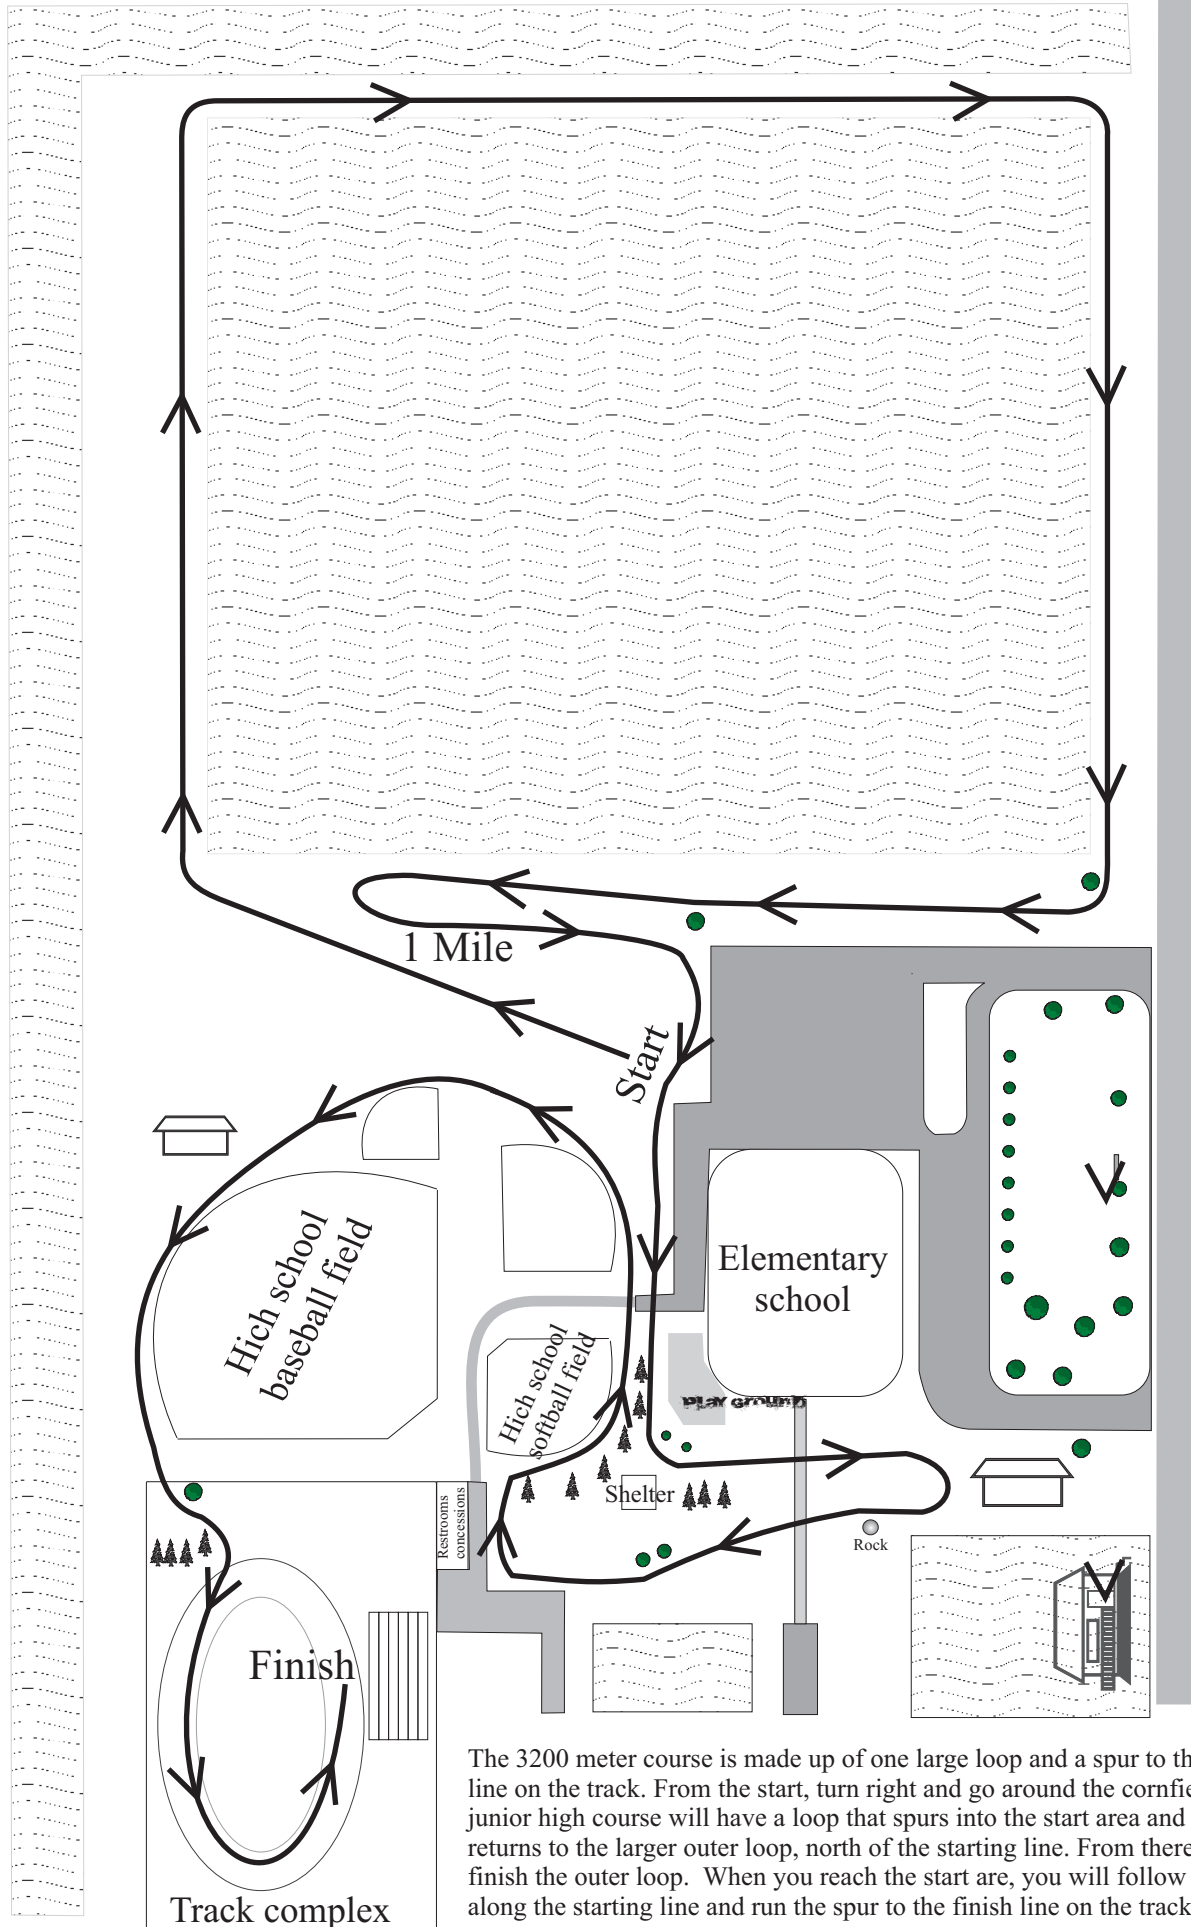 1 Mile
Start
Elementary
school
Hich school
baseball field
Hich school
softball field
PLAY GROUND
Shelter
Restrooms
concessions
Rock
Finish
The 3200 meter course is made up of one large loop and a spur to th
line on the track. From the start, turn right and go around the cornfie
junior high course will have a loop that spurs into the start area and
returns to the larger outer loop, north of the starting line. From there
finish the outer loop. When you reach the start are, you will follow
along the starting line and run the spur to the finish line on the track
Track complex